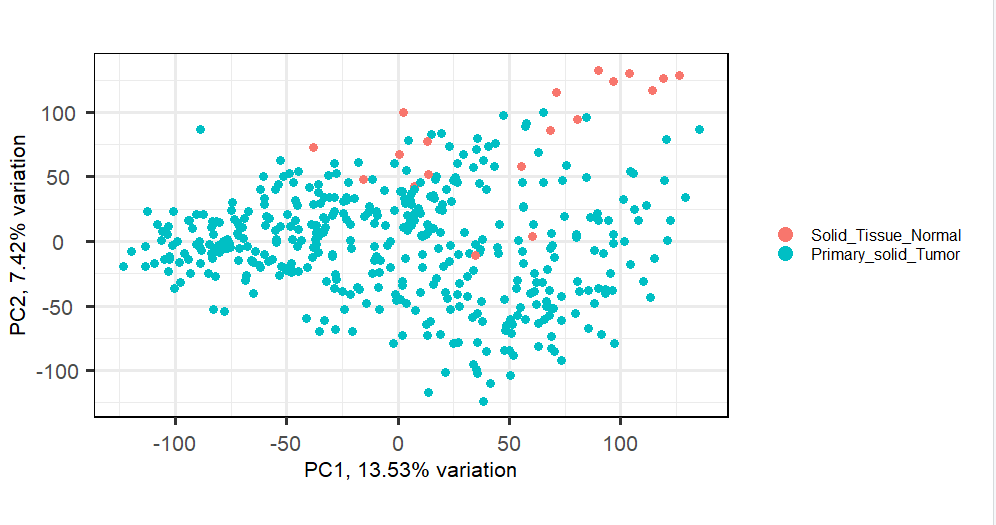 PC2, 7.42% variation
100
50
0
-50
-100
-100
-50
0
50
100
PC1, 13.53% variation
Solid_Tissue_Normal
Primary_solid_Tumor